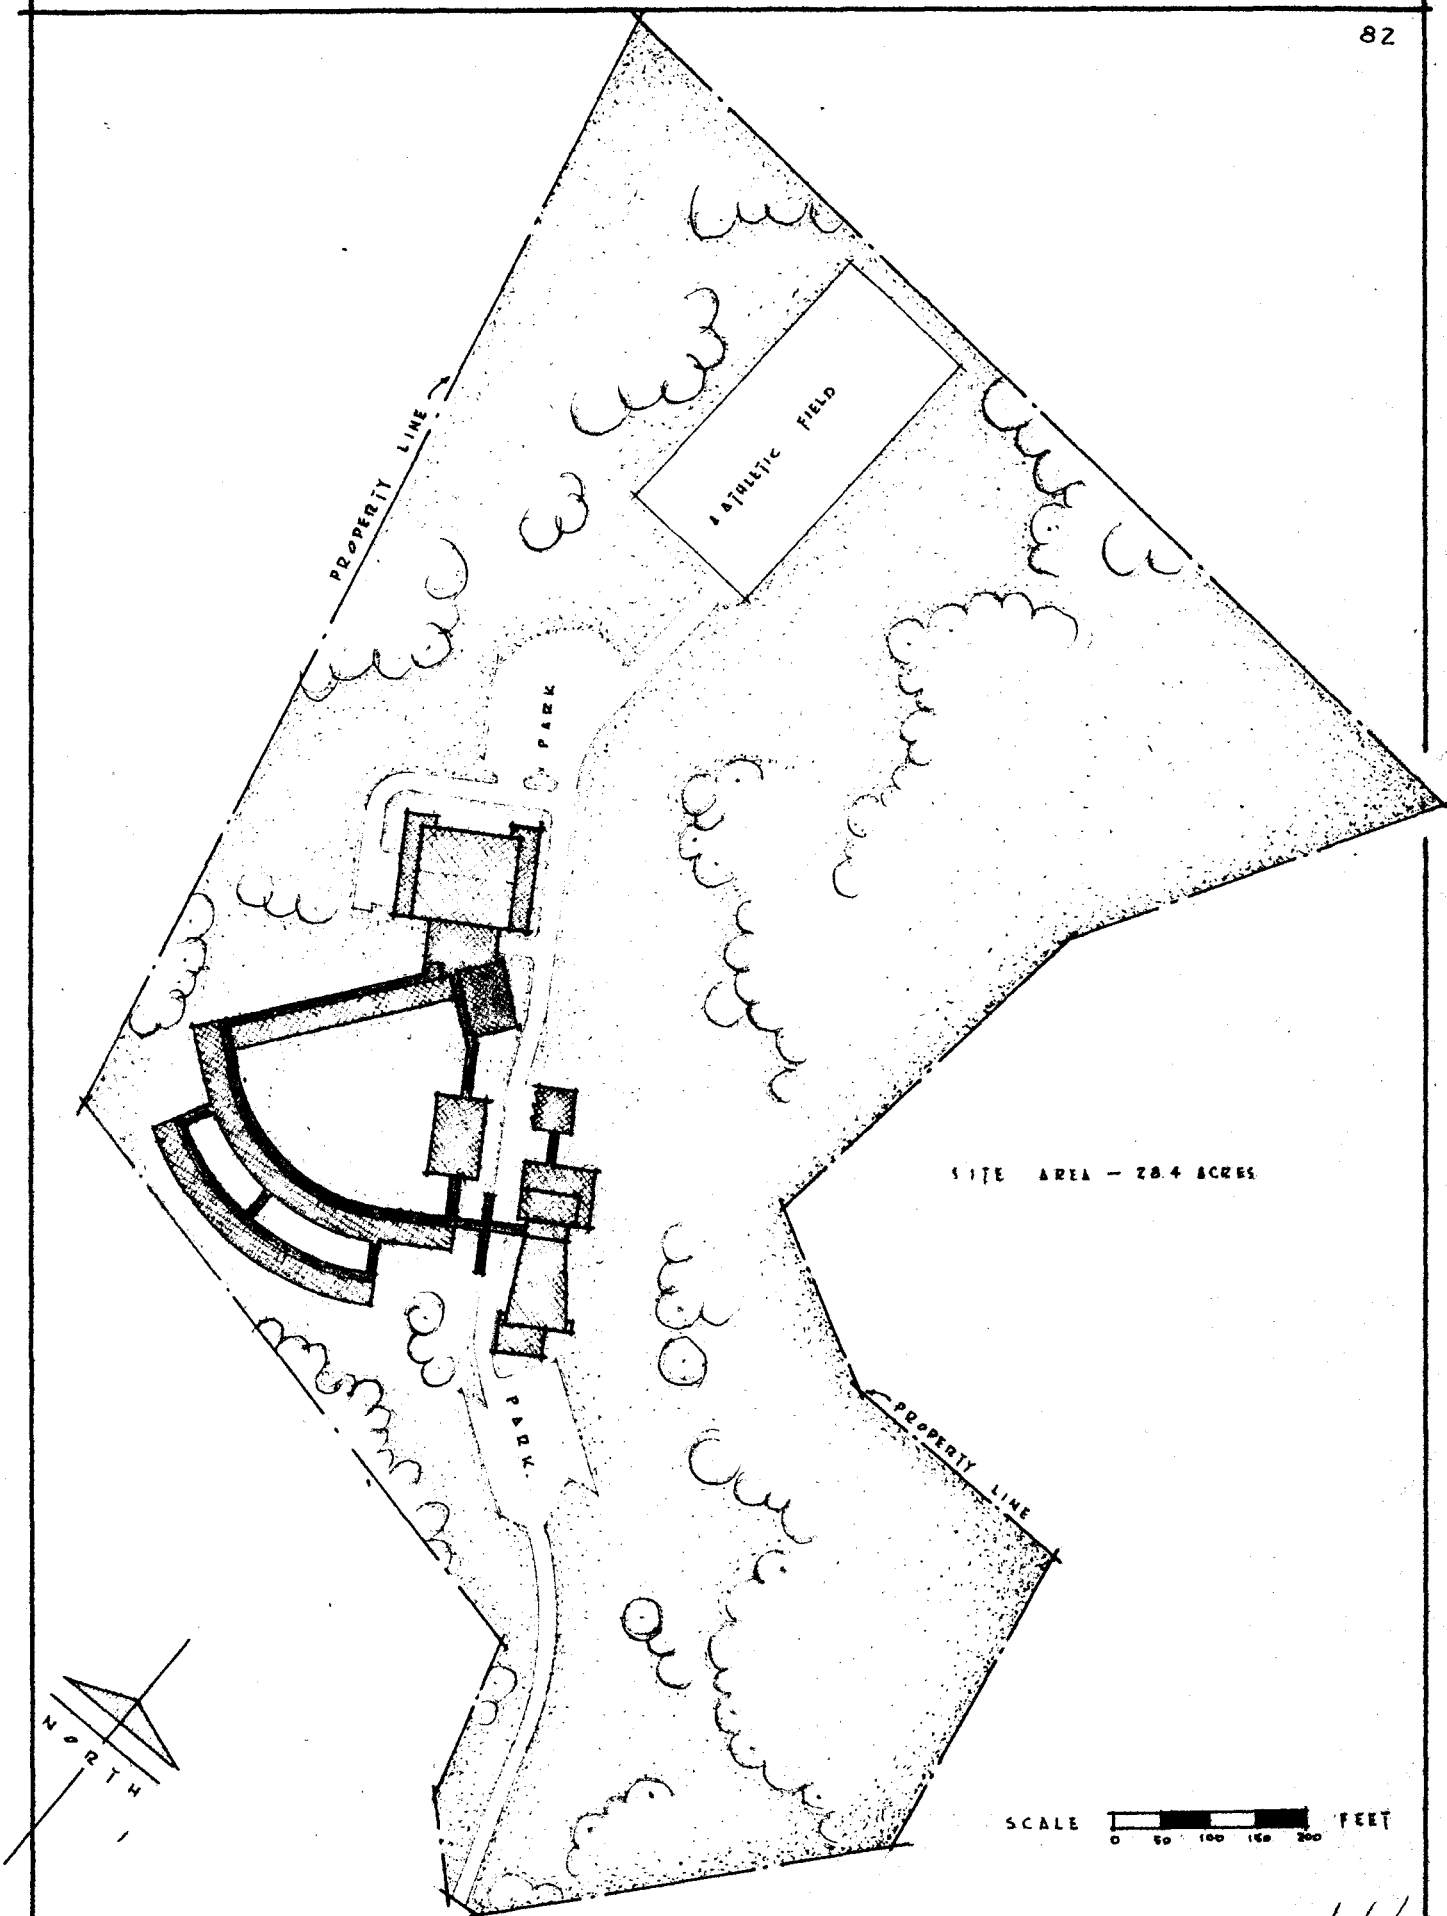 82
PROPERTY LINE
ATHLETIC FIELD
PARK
SITE AREA — 28.4 ACRES
PARK.
PROPERTY LINE
NORTH
SCALE 0 50 100 150 200 FEET